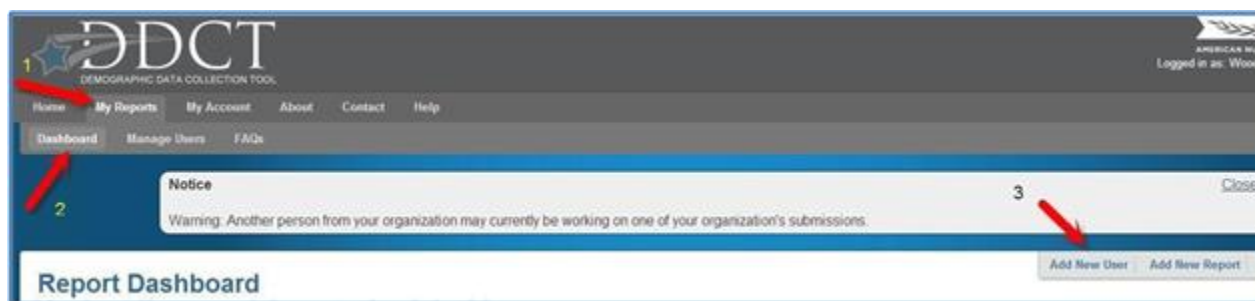 DDCT
DEMOGRAPHIC DATA COLLECTION TOOL
Logged in as:
1
Home My Reports My Account About Contact Help
Dashboard Manage Users FAQs
2
Notice
Close
3
Warning: Another person from your organization may currently be working on one of your organization's submissions.
Add New User Add New Report
Report Dashboard